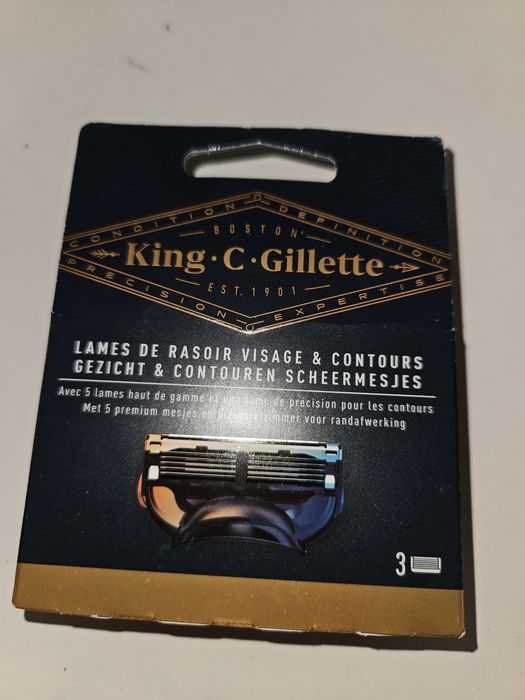 CONDITION DEFINITION
BOSTON
King·C·Gillette
EST. 1901
PRECISION EXPERTISE
LAMES DE RASOIR VISAGE & CONTOURS
GEZICHT & CONTOUREN SCHEERMESJES
Avec 5 lames haut de gamme et une lame de précision pour les contours
Met 5 premium mesjes en precisietrimmer voor randafwerking
3